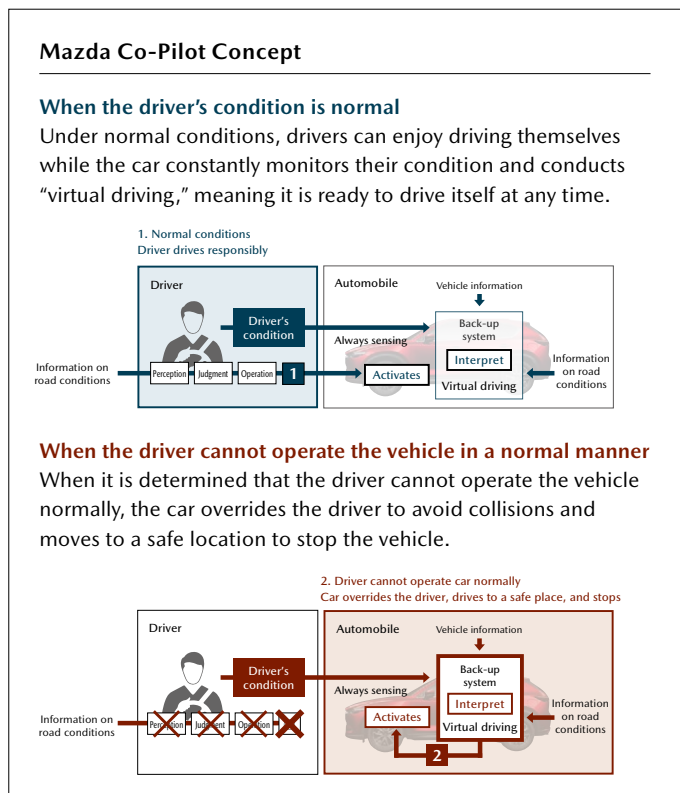 Mazda Co-Pilot Concept
When the driver's condition is normal
Under normal conditions, drivers can enjoy driving themselves
while the car constantly monitors their condition and conducts
“virtual driving,” meaning it is ready to drive itself at any time.
1. Normal conditions
Driver drives responsibly
Driver
Automobile
Vehicle information
Driver's
condition
Back-up
system
Always sensing
Interpret
Information on
road conditions
Perception
Judgment
Operation
1
Activates
Virtual driving
Information
on road
conditions
When the driver cannot operate the vehicle in a normal manner
When it is determined that the driver cannot operate the vehicle
normally, the car overrides the driver to avoid collisions and
moves to a safe location to stop the vehicle.
2. Driver cannot operate car normally
Car overrides the driver, drives to a safe place, and stops
Driver
Automobile
Vehicle information
Driver's
condition
Back-up
system
Always sensing
Interpret
Information on
road conditions
Perception
Judgment
Operation
Activates
Virtual driving
Information
on road
conditions
2